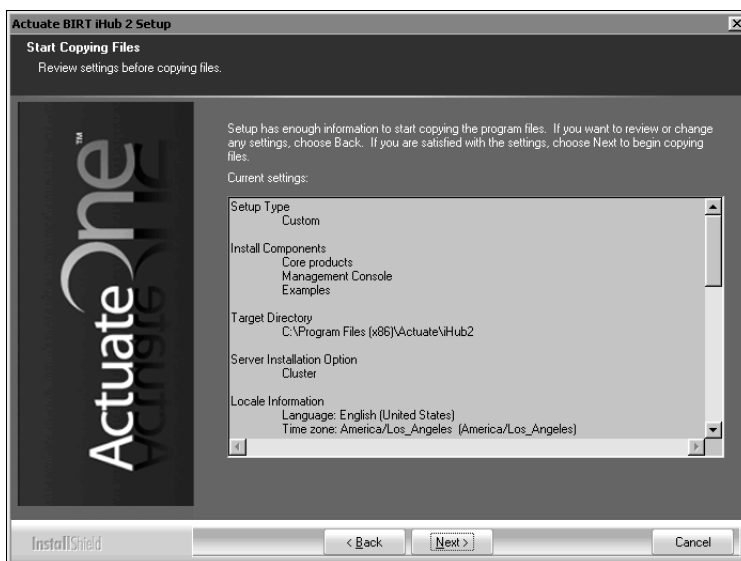 Actuate BIRT iHub 2 Setup
Start Copying Files
Review settings before copying files.
Actuate One™
Setup has enough information to start copying the program files. If you want to review or change
any settings, choose Back. If you are satisfied with the settings, choose Next to begin copying
files.
Current settings:
Setup Type
Custom
Install Components
Core products
Management Console
Examples
Target Directory
C:\Program Files (x86)\Actuate\iHub2
Server Installation Option
Cluster
Locale Information
Language: English (United States)
Time zone: America/Los_Angeles (America/Los_Angeles)
InstallShield
< Back
Next >
Cancel